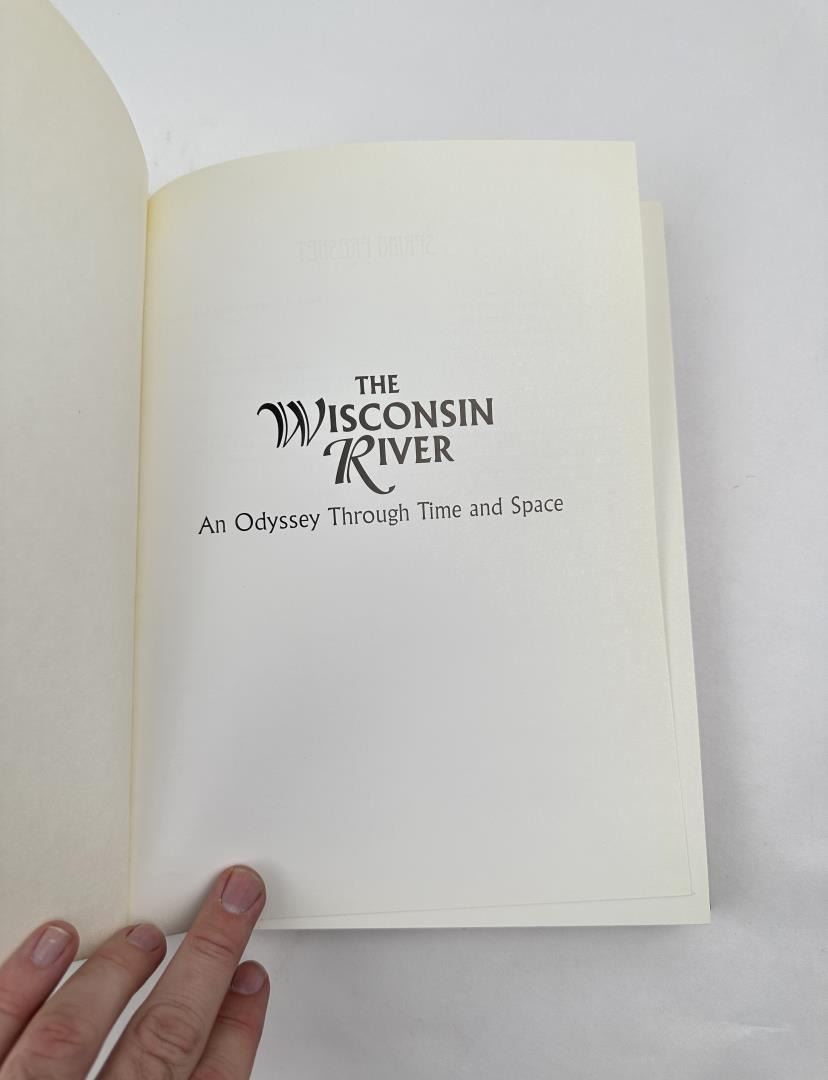 THE
WISCONSIN
RIVER
An Odyssey Through Time and Space